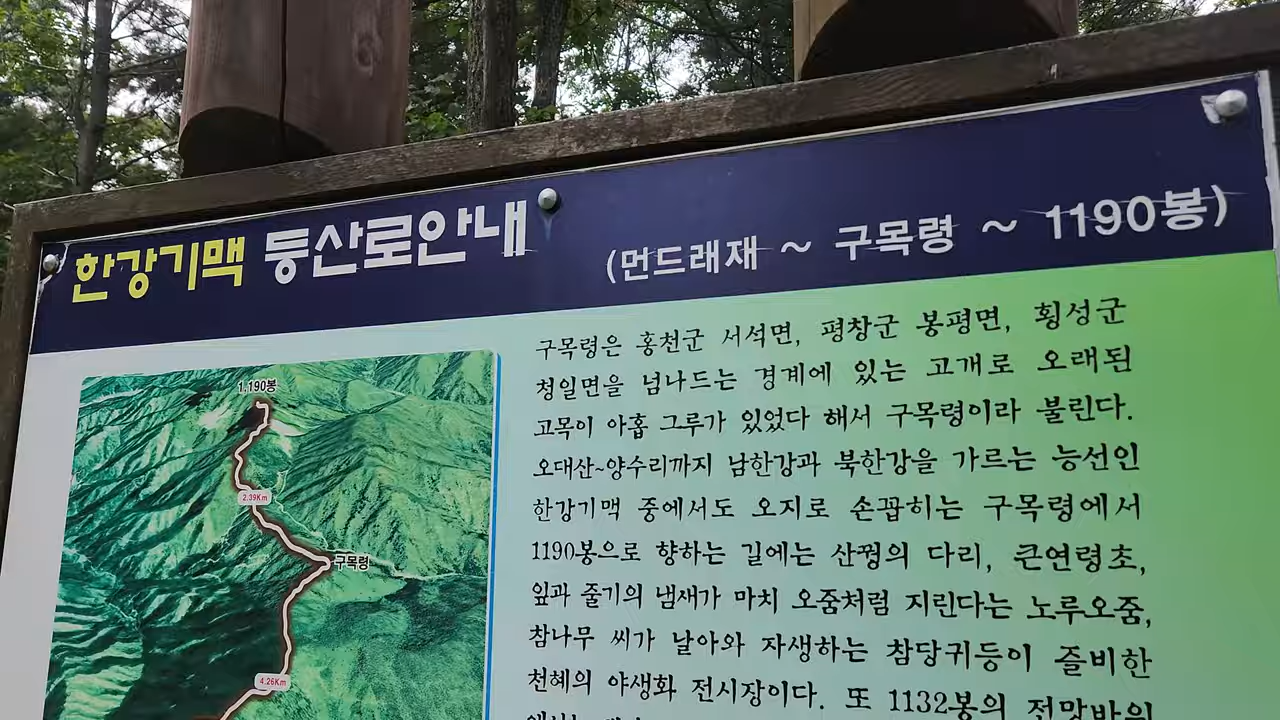 한강기맥 등산로안내 (먼드래재 ~ 구목령 ~ 1190봉)
구목령은 홍천군 서석면, 평창군 봉평면, 횡성군
청일면을 넘나드는 경계에 있는 고개로 오래된
고목이 아홉 그루가 있었다 해서 구목령이라 불린다.
오대산~양수리까지 남한강과 북한강을 가르는 능선인
한강기맥 중에서도 오지로 손꼽히는 구목령에서
1190봉으로 향하는 길에는 산꿩의 다리, 큰연령초,
잎과 줄기의 냄새가 마치 오줌처럼 지린다는 노루오줌,
참나무 씨가 날아와 자생하는 참당귀등이 즐비한
천혜의 야생화 전시장이다. 또 1132봉의 전망바위
1,190봉
2.39Km
구목령
4.26Km